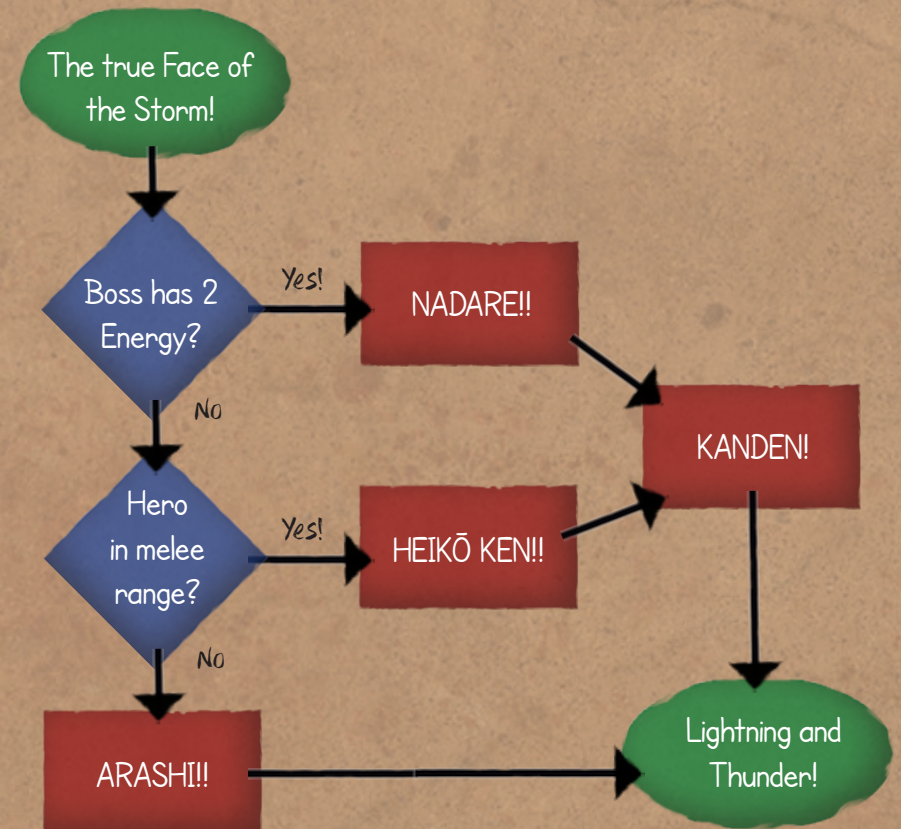 The true Face of
the Storm!
Boss has 2
Energy?
Yes!
NADARE!!
No
KANDEN!
Hero
in melee
range?
Yes!
HEIKŌ KEN!!
No
ARASHI!!
Lightning and
Thunder!